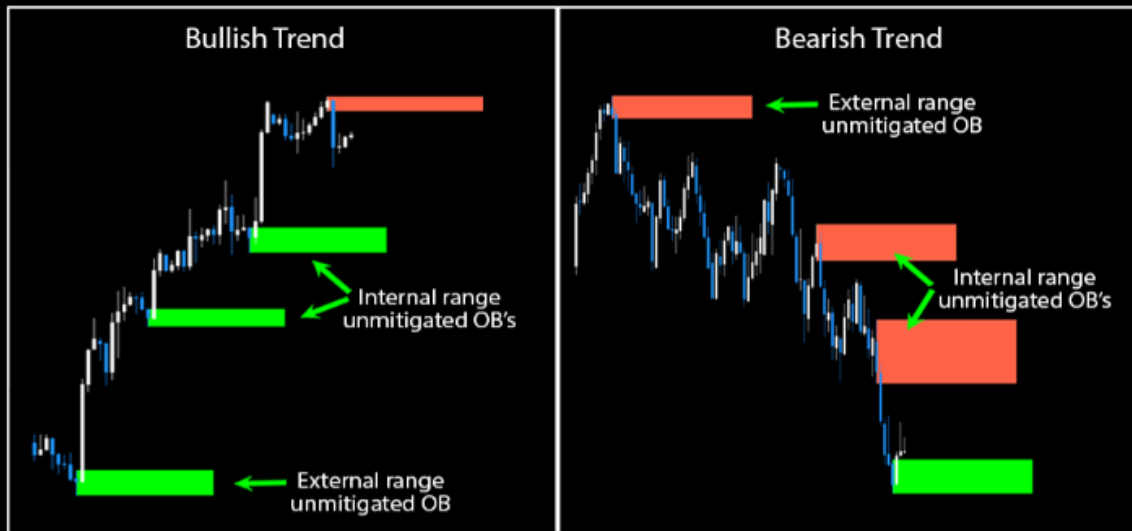 Bullish Trend
Internal range
unmitigated OB's
External range
unmitigated OB
Bearish Trend
External range
unmitigated OB
Internal range
unmitigated OB's